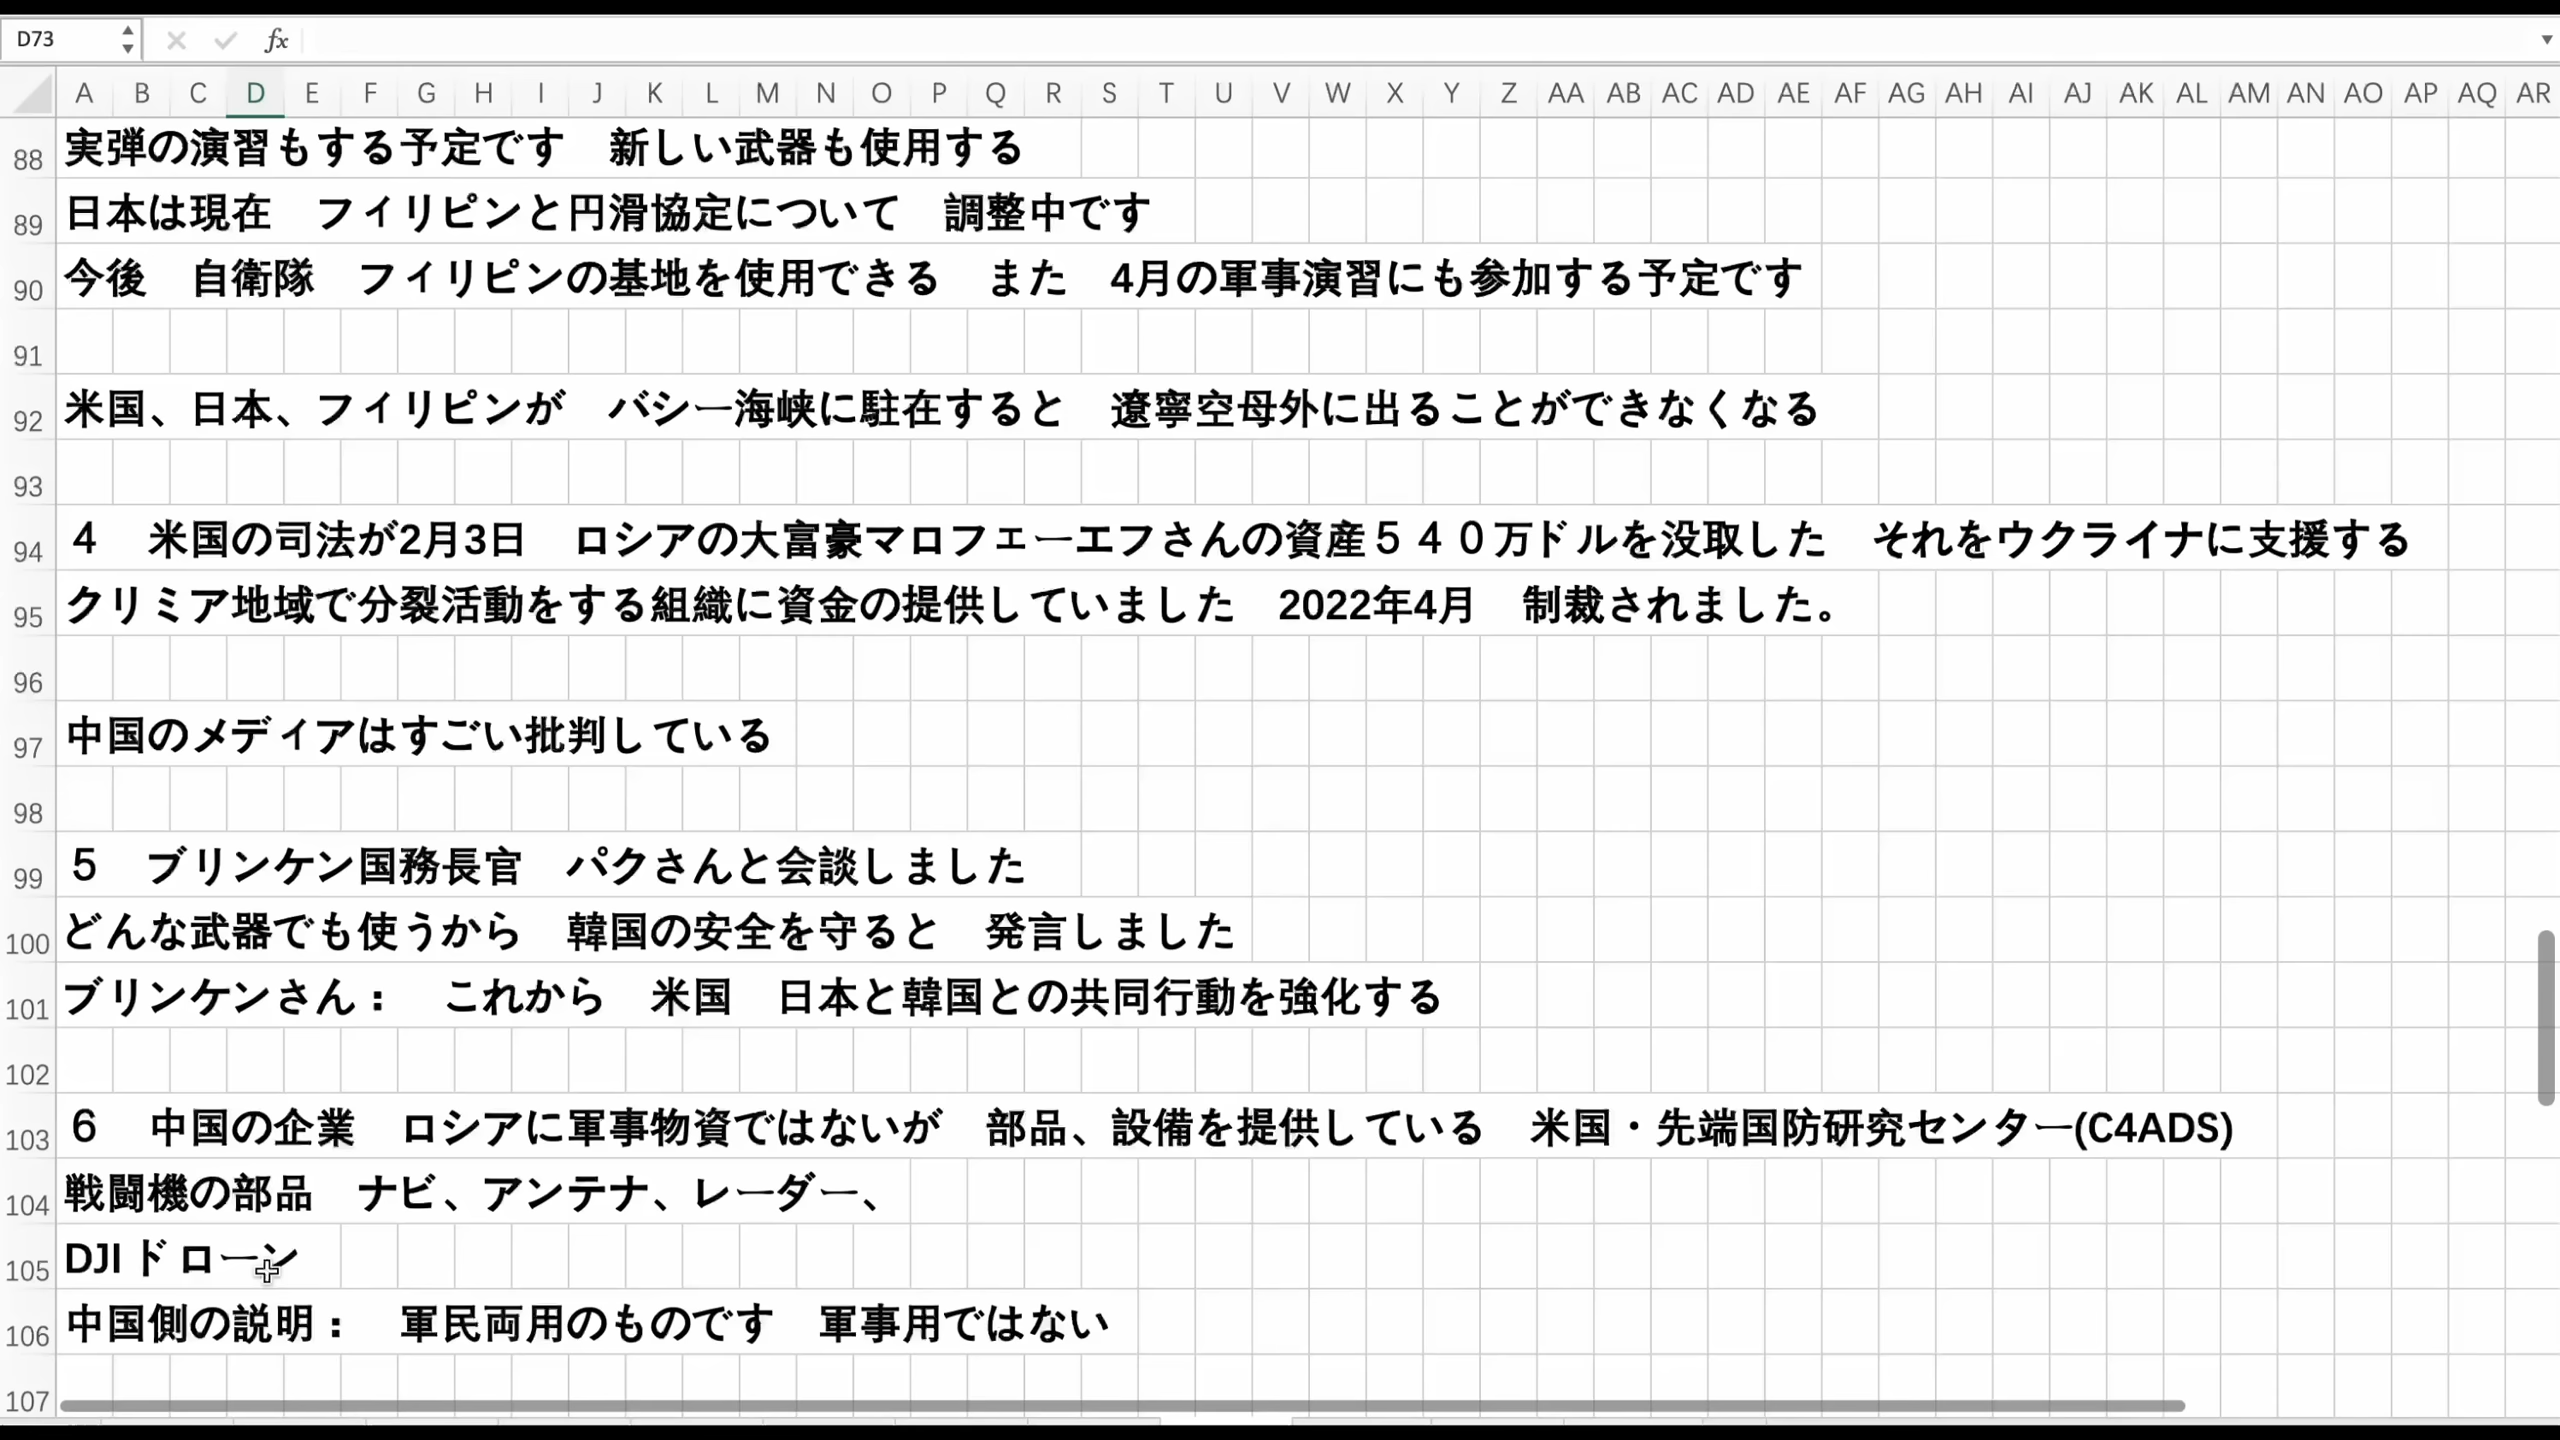 D73 fx
A B C D E F G H I J K L M N O P Q R S T U V W X Y Z AA AB AC AD AE AF AG AH AI AJ AK AL AM AN AO AP AQ AR
88 実弾の演習もする予定です　新しい武器も使用する
89 日本は現在　フィリピンと円滑協定について　調整中です
90 今後　自衛隊　フィリピンの基地を使用できる　また　4月の軍事演習にも参加する予定です
91
92 米国、日本、フィリピンが　バシー海峡に駐在すると　遼寧空母外に出ることができなくなる
93
94 ４　米国の司法が2月3日　ロシアの大富豪マロフェーエフさんの資産５４０万ドルを没取した　それをウクライナに支援する
95 クリミア地域で分裂活動をする組織に資金の提供していました　2022年4月　制裁されました。
96
97 中国のメディアはすごい批判している
98
99 ５　ブリンケン国務長官　パクさんと会談しました
100 どんな武器でも使うから　韓国の安全を守ると　発言しました
101 ブリンケンさん：　これから　米国　日本と韓国との共同行動を強化する
102
103 ６　中国の企業　ロシアに軍事物資ではないが　部品、設備を提供している　米国・先端国防研究センター(C4ADS)
104 戦闘機の部品　ナビ、アンテナ、レーダー、
105 DJIドローン
106 中国側の説明：　軍民両用のものです　軍事用ではない
107